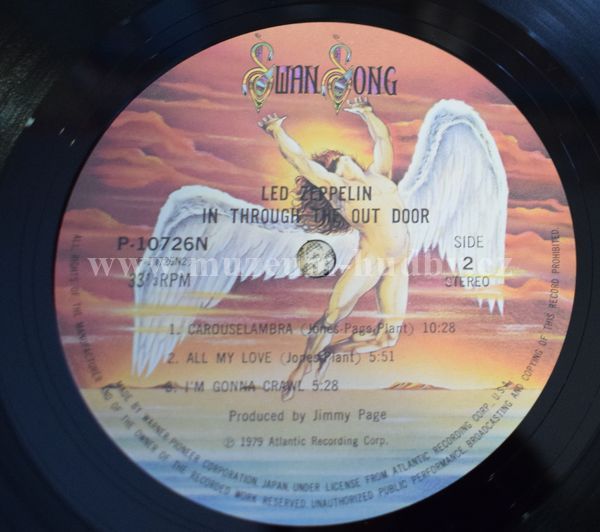 SWAN SONG
LED ZEPPELIN
IN THROUGH THE OUT DOOR
P-10726N
33⅓RPM
SIDE
2
STEREO
www.muzeum-hudby.cz
1. CAROUSELAMBRA (Jones-Page-Plant) 10:28
2. ALL MY LOVE (Jones-Plant) 5:51
3. I'M GONNA CRAWL 5:28
Produced by Jimmy Page
℗ 1979 Atlantic Recording Corp.
MADE BY WARNER-PIONEER CORPORATION, JAPAN, UNDER LICENSE FROM ATLANTIC RECORDING CORP., U.S.A.
ALL RIGHTS OF THE MANUFACTURER AND OF THE OWNER OF THE RECORDED WORK RESERVED. UNAUTHORIZED PUBLIC PERFORMANCE, BROADCASTING AND COPYING OF THIS RECORD PROHIBITED.